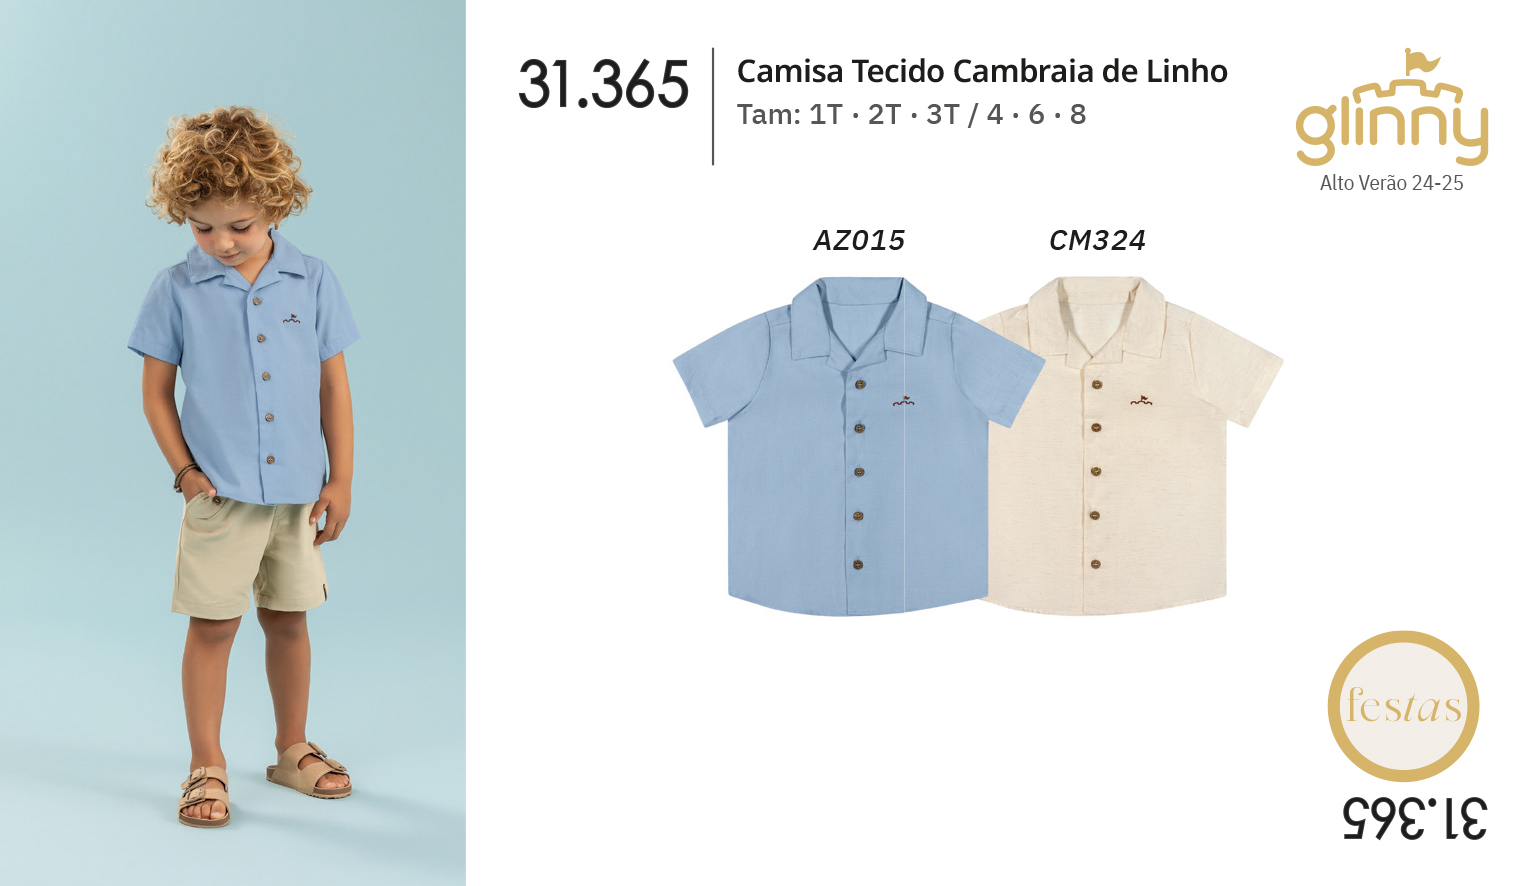 31.365
Camisa Tecido Cambraia de Linho
Tam: 1T · 2T · 3T / 4 · 6 · 8
glinny
Alto Verão 24-25
AZ015
CM324
festas
31.365